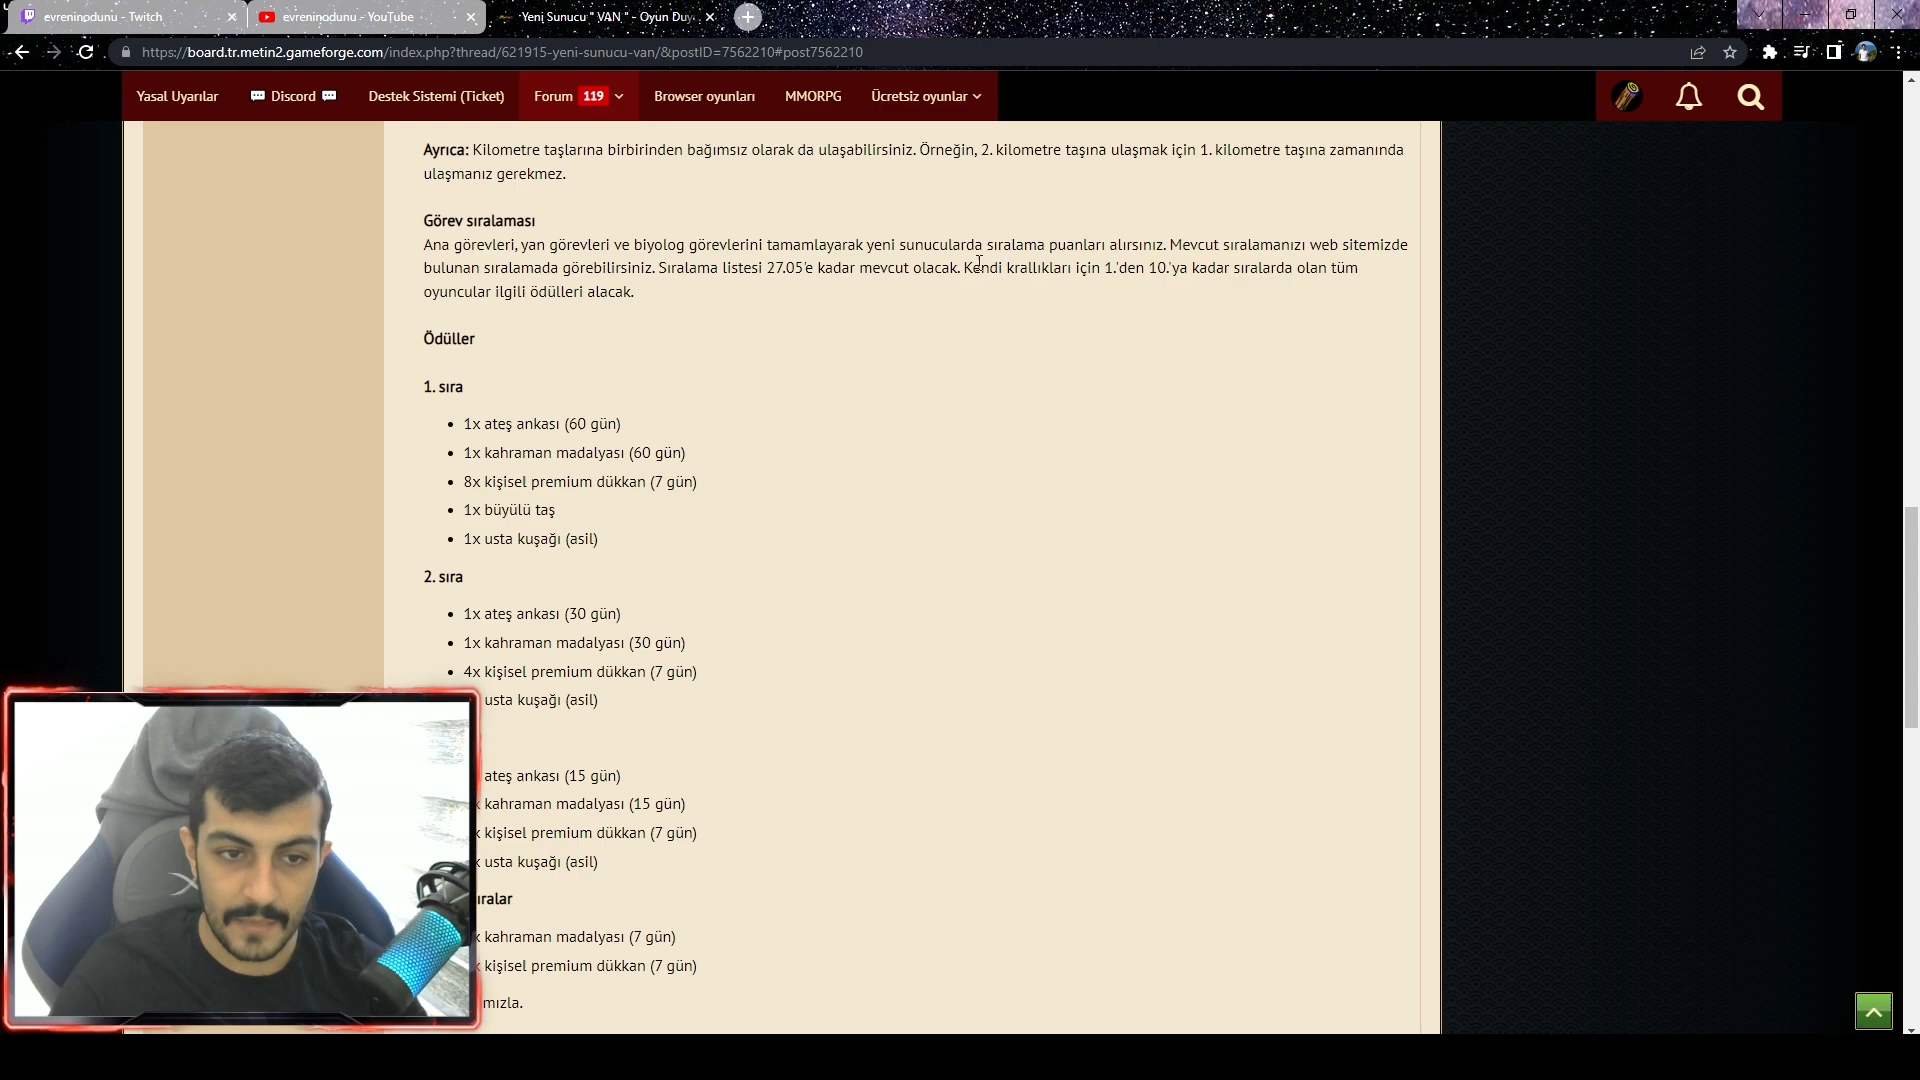 evreninodunu - Twitch
evreninodunu - YouTube
Yeni Sunucu " VAN " - Oyun Duy
https://board.tr.metin2.gameforge.com/index.php?thread/621915-yeni-sunucu-van/&postID=7562210#post7562210
Yasal Uyarılar
Discord
Destek Sistemi (Ticket)
Forum 119
Browser oyunları
MMORPG
Ücretsiz oyunlar
Ayrıca: Kilometre taşlarına birbirinden bağımsız olarak da ulaşabilirsiniz. Örneğin, 2. kilometre taşına ulaşmak için 1. kilometre taşına zamanında
ulaşmanız gerekmez.
Görev sıralaması
Ana görevleri, yan görevleri ve biyolog görevlerini tamamlayarak yeni sunucularda sıralama puanları alırsınız. Mevcut sıralamanızı web sitemizde
bulunan sıralamada görebilirsiniz. Sıralama listesi 27.05'e kadar mevcut olacak. Kendi krallıkları için 1.'den 10.'ya kadar sıralarda olan tüm
oyuncular ilgili ödülleri alacak.
Ödüller
1. sıra
1x ateş ankası (60 gün)
1x kahraman madalyası (60 gün)
8x kişisel premium dükkan (7 gün)
1x büyülü taş
1x usta kuşağı (asil)
2. sıra
1x ateş ankası (30 gün)
1x kahraman madalyası (30 gün)
4x kişisel premium dükkan (7 gün)
usta kuşağı (asil)
ateş ankası (15 gün)
x kahraman madalyası (15 gün)
x kişisel premium dükkan (7 gün)
x usta kuşağı (asil)
ıralar
x kahraman madalyası (7 gün)
x kişisel premium dükkan (7 gün)
mızla.